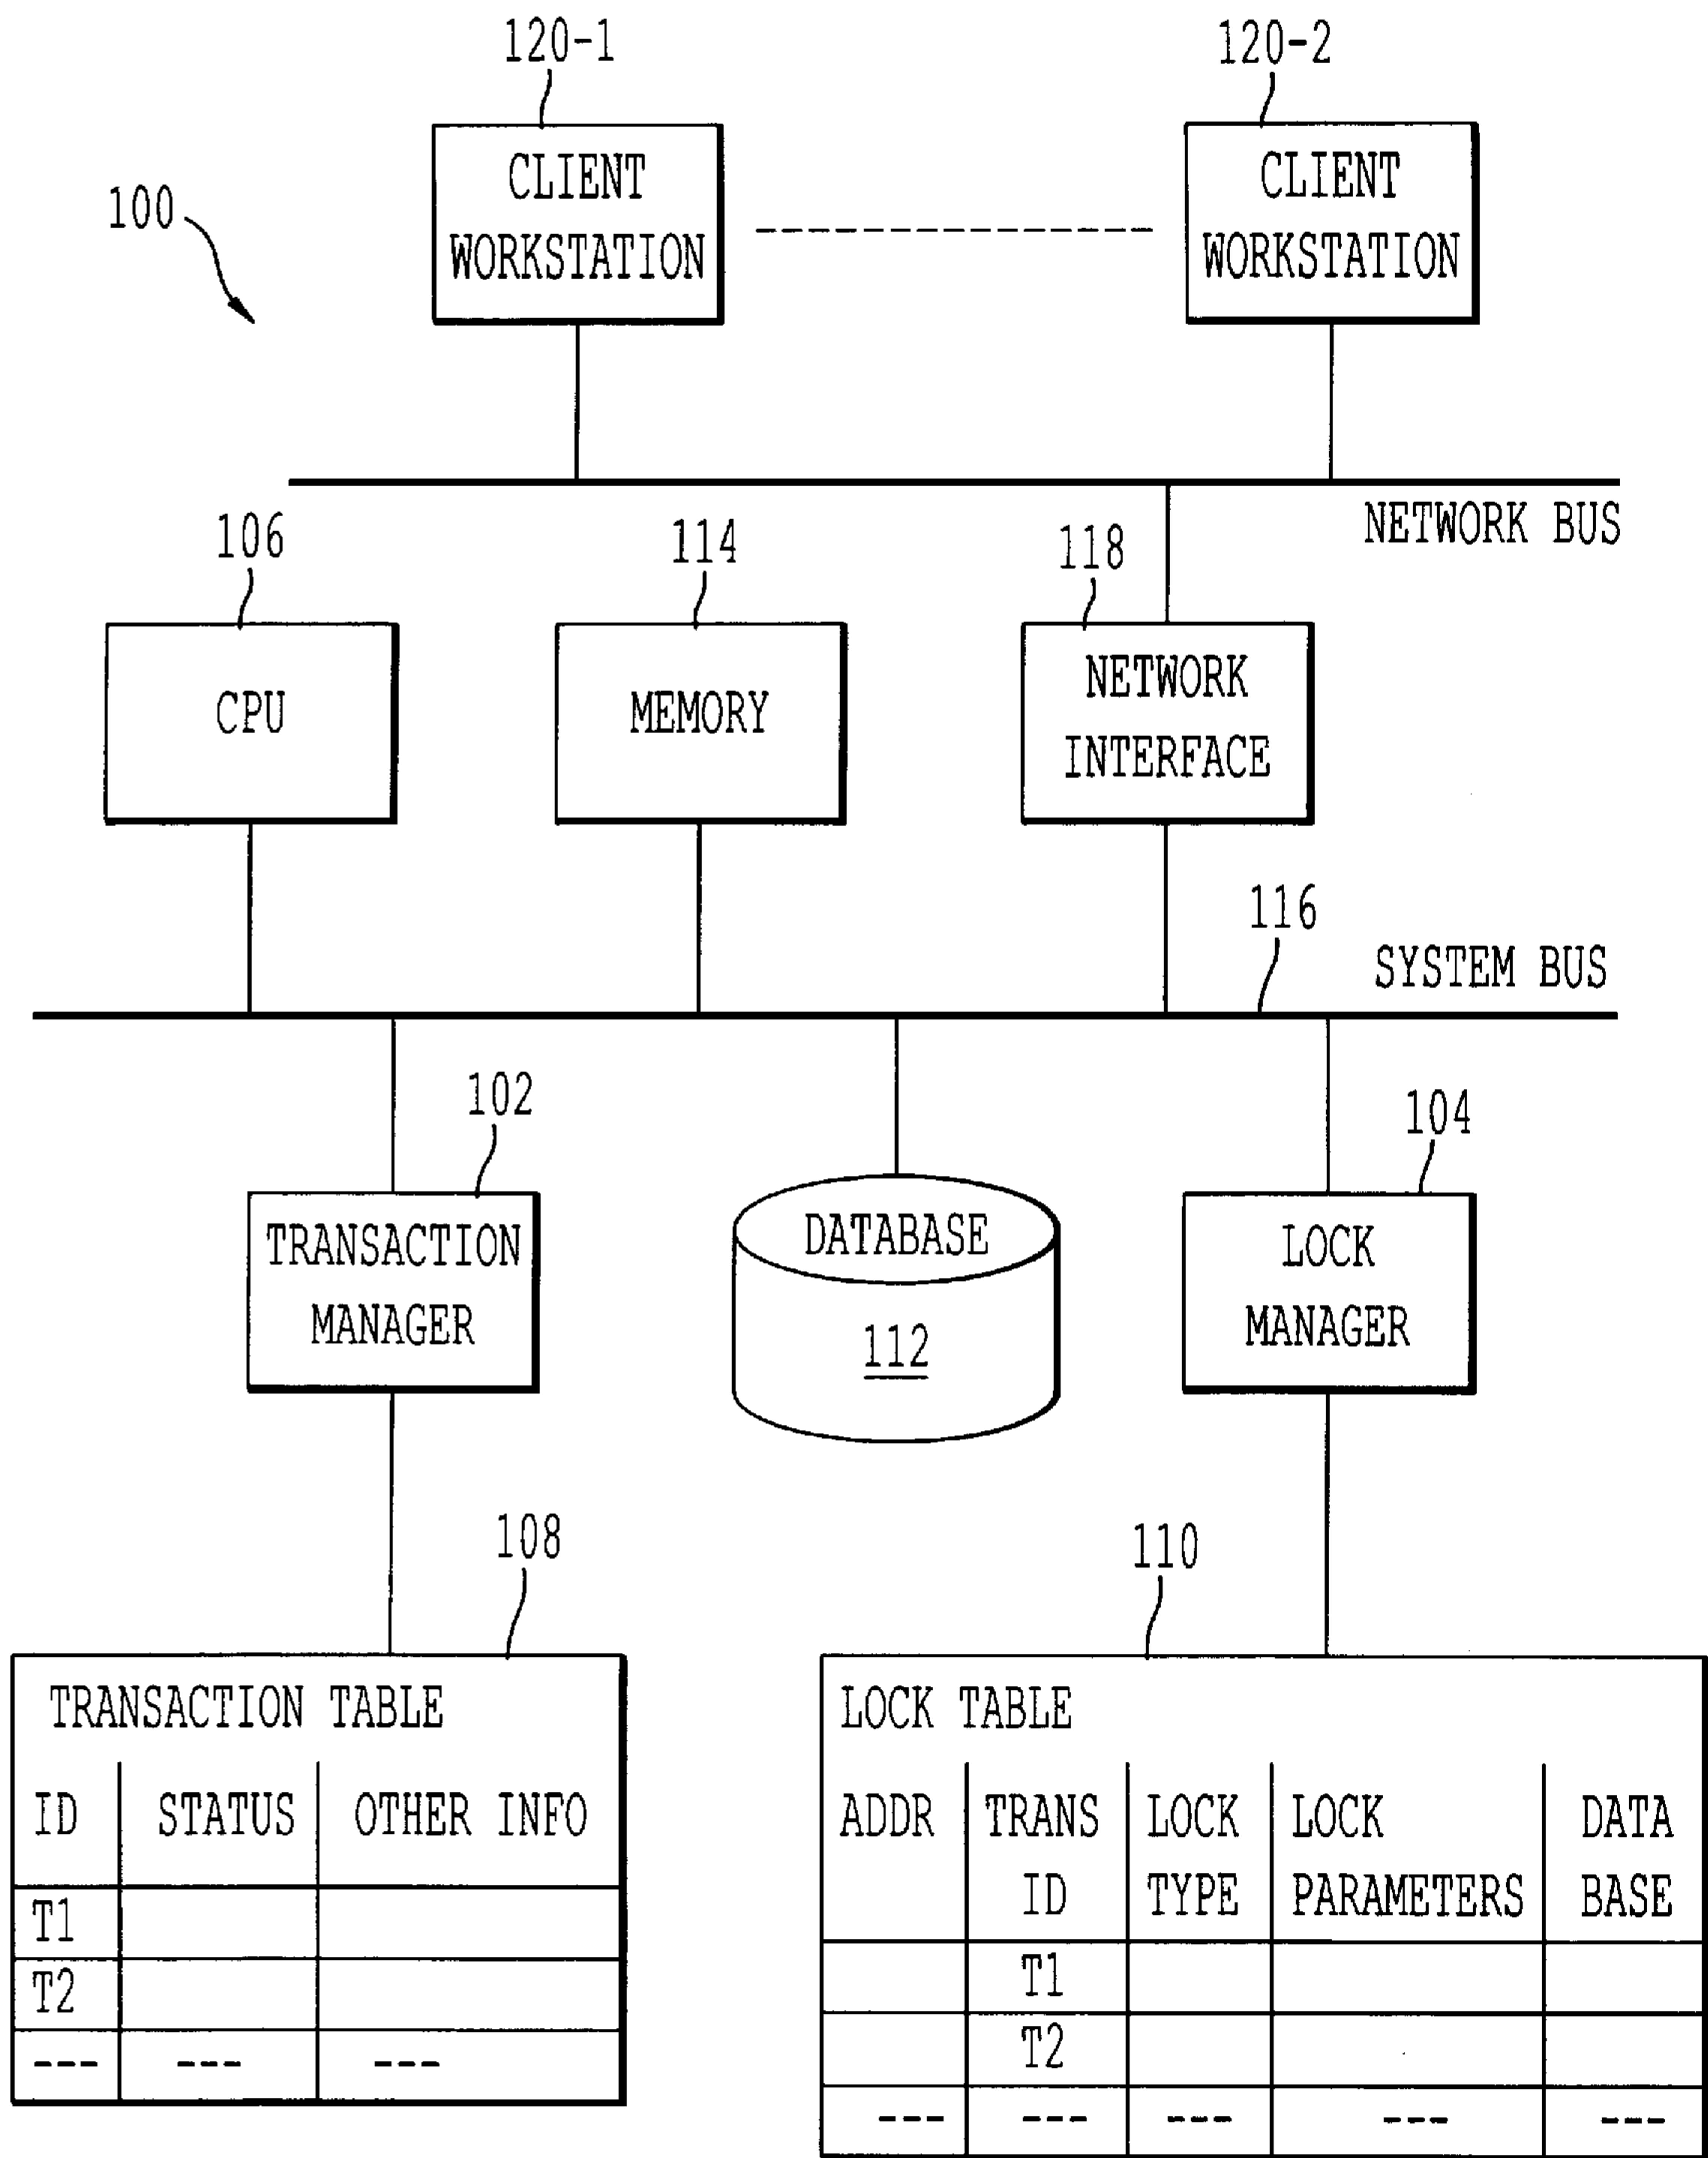 120-1
120-2
CLIENT
WORKSTATION
CLIENT
WORKSTATION
100
NETWORK BUS
106
114
118
CPU
MEMORY
NETWORK
INTERFACE
116
SYSTEM BUS
102
104
TRANSACTION
MANAGER
DATABASE
112
LOCK
MANAGER
108
110
TRANSACTION TABLE
ID STATUS OTHER INFO
T1
T2
--- --- ---
LOCK TABLE
ADDR TRANS LOCK LOCK DATA
ID TYPE PARAMETERS BASE
T1
T2
--- --- --- --- ---